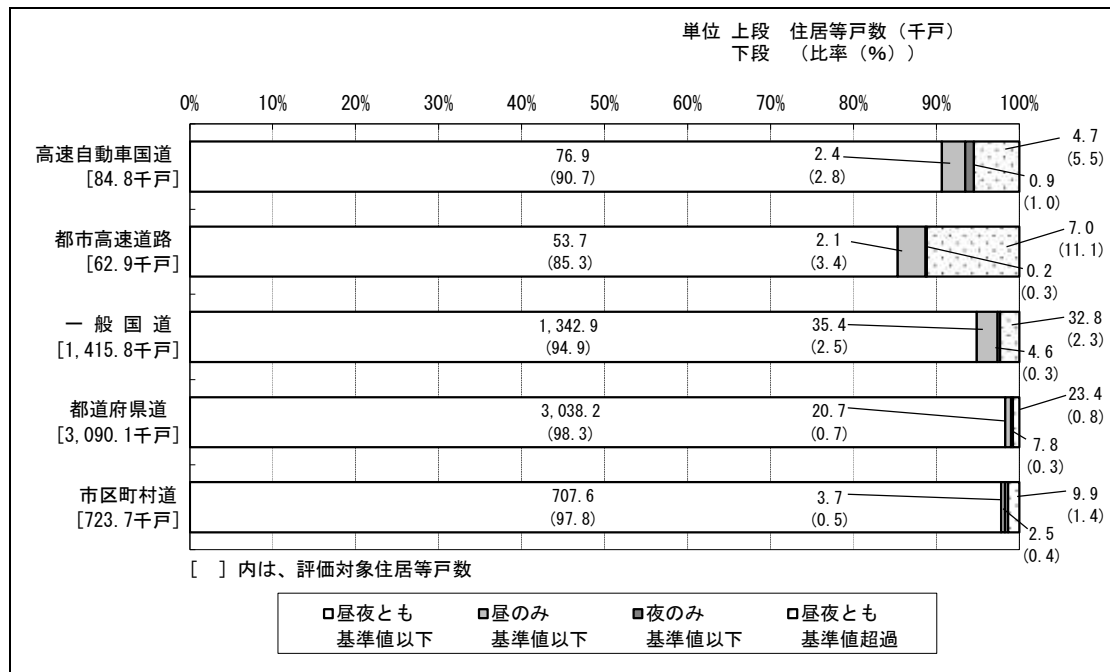 単位 上段 住居等戸数（千戸）
下段 （比率（%））
0% 10% 20% 30% 40% 50% 60% 70% 80% 90% 100%
高速自動車国道
[84.8千戸]
76.9
(90.7)
2.4
(2.8)
0.9
(1.0)
4.7
(5.5)
都市高速道路
[62.9千戸]
53.7
(85.3)
2.1
(3.4)
0.2
(0.3)
7.0
(11.1)
一般国道
[1,415.8千戸]
1,342.9
(94.9)
35.4
(2.5)
4.6
(0.3)
32.8
(2.3)
都道府県道
[3,090.1千戸]
3,038.2
(98.3)
20.7
(0.7)
7.8
(0.3)
23.4
(0.8)
市区町村道
[723.7千戸]
707.6
(97.8)
3.7
(0.5)
2.5
(0.4)
9.9
(1.4)
[ ]内は、評価対象住居等戸数
昼夜とも
基準値以下
昼のみ
基準値以下
夜のみ
基準値以下
昼夜とも
基準値超過